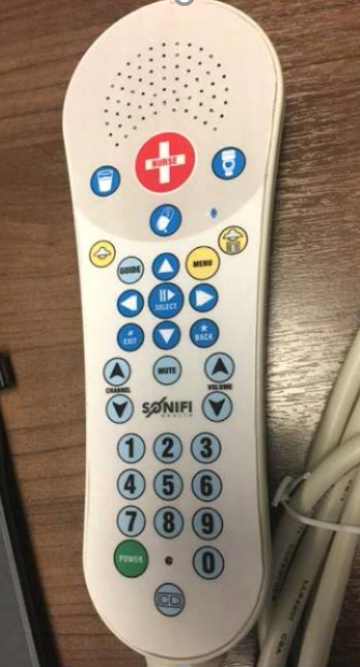 NURSE
GUIDE
MENU
SELECT
# EXIT
* BACK
MUTE
CHANNEL
VOLUME
SONIFI
HEALTH
1 2 3
4 5 6
7 8 9
POWER
0
CC